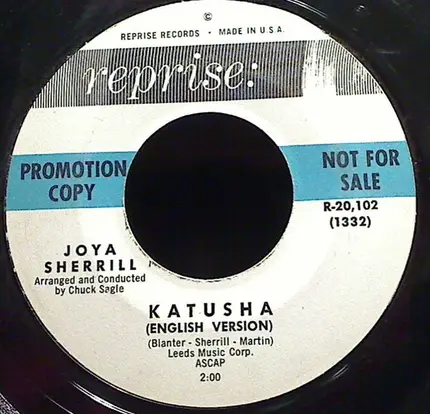 ©
REPRISE RECORDS • MADE IN U.S.A.
reprise:
PROMOTION
COPY
NOT FOR
SALE
R-20,102
(1332)
JOYA
SHERRILL
Arranged and Conducted
by Chuck Sagle
KATUSHA
(ENGLISH VERSION)
(Blanter - Sherrill - Martin)
Leeds Music Corp.
ASCAP
2:00